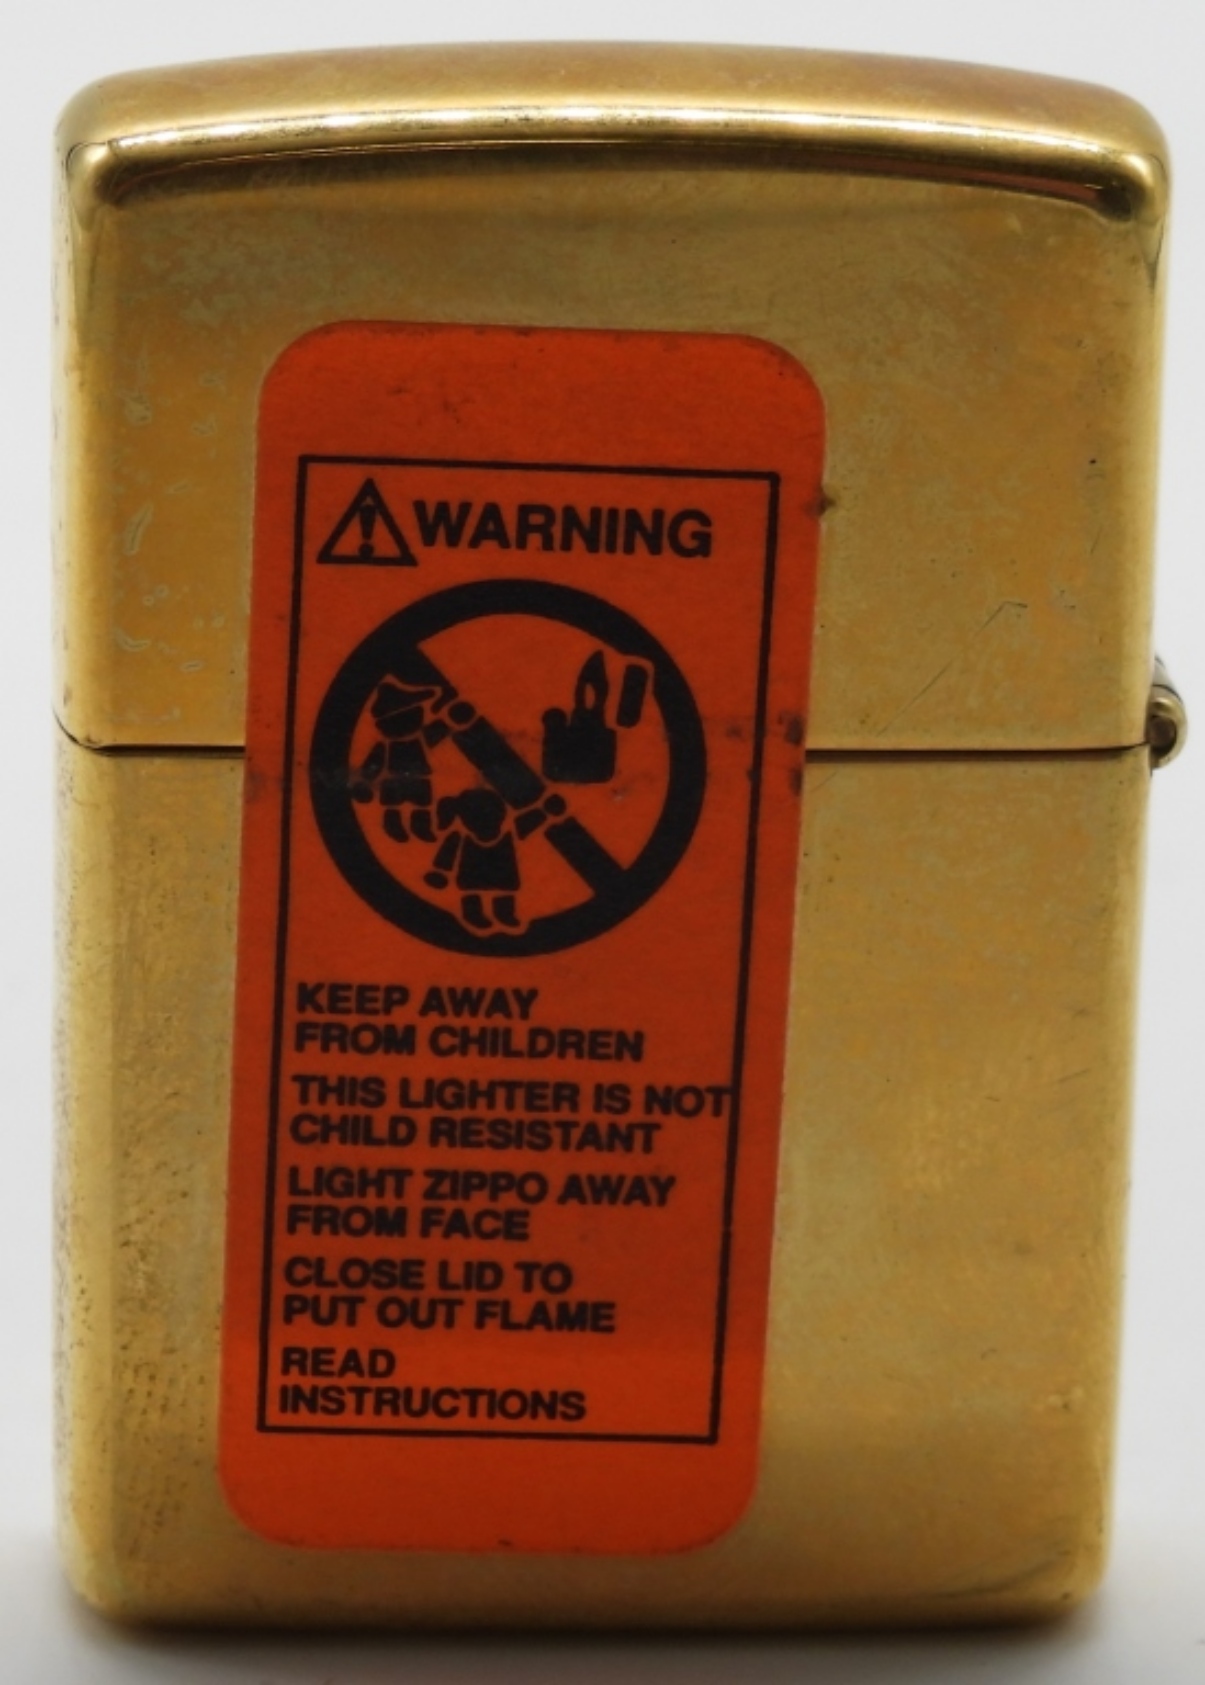 WARNING
KEEP AWAY
FROM CHILDREN
THIS LIGHTER IS NOT
CHILD RESISTANT
LIGHT ZIPPO AWAY
FROM FACE
CLOSE LID TO
PUT OUT FLAME
READ
INSTRUCTIONS